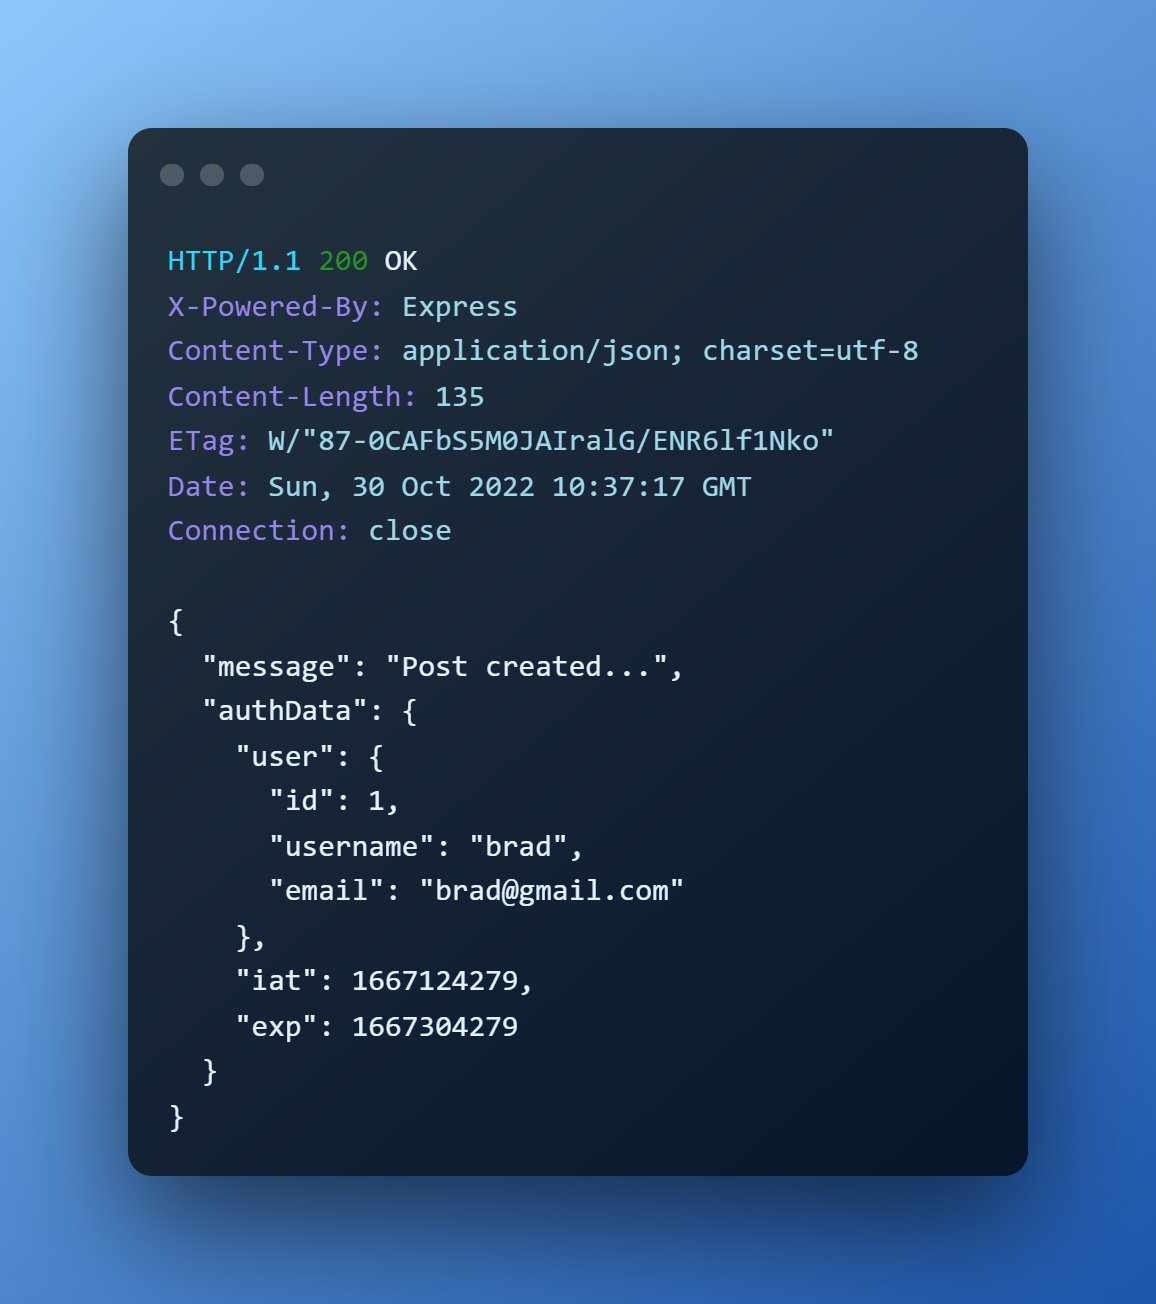 HTTP/1.1 200 OK
X-Powered-By: Express
Content-Type: application/json; charset=utf-8
Content-Length: 135
ETag: W/"87-0CAFbS5M0JAIralG/ENR6lf1Nko"
Date: Sun, 30 Oct 2022 10:37:17 GMT
Connection: close

{
  "message": "Post created...",
  "authData": {
    "user": {
      "id": 1,
      "username": "brad",
      "email": "brad@gmail.com"
    },
    "iat": 1667124279,
    "exp": 1667304279
  }
}